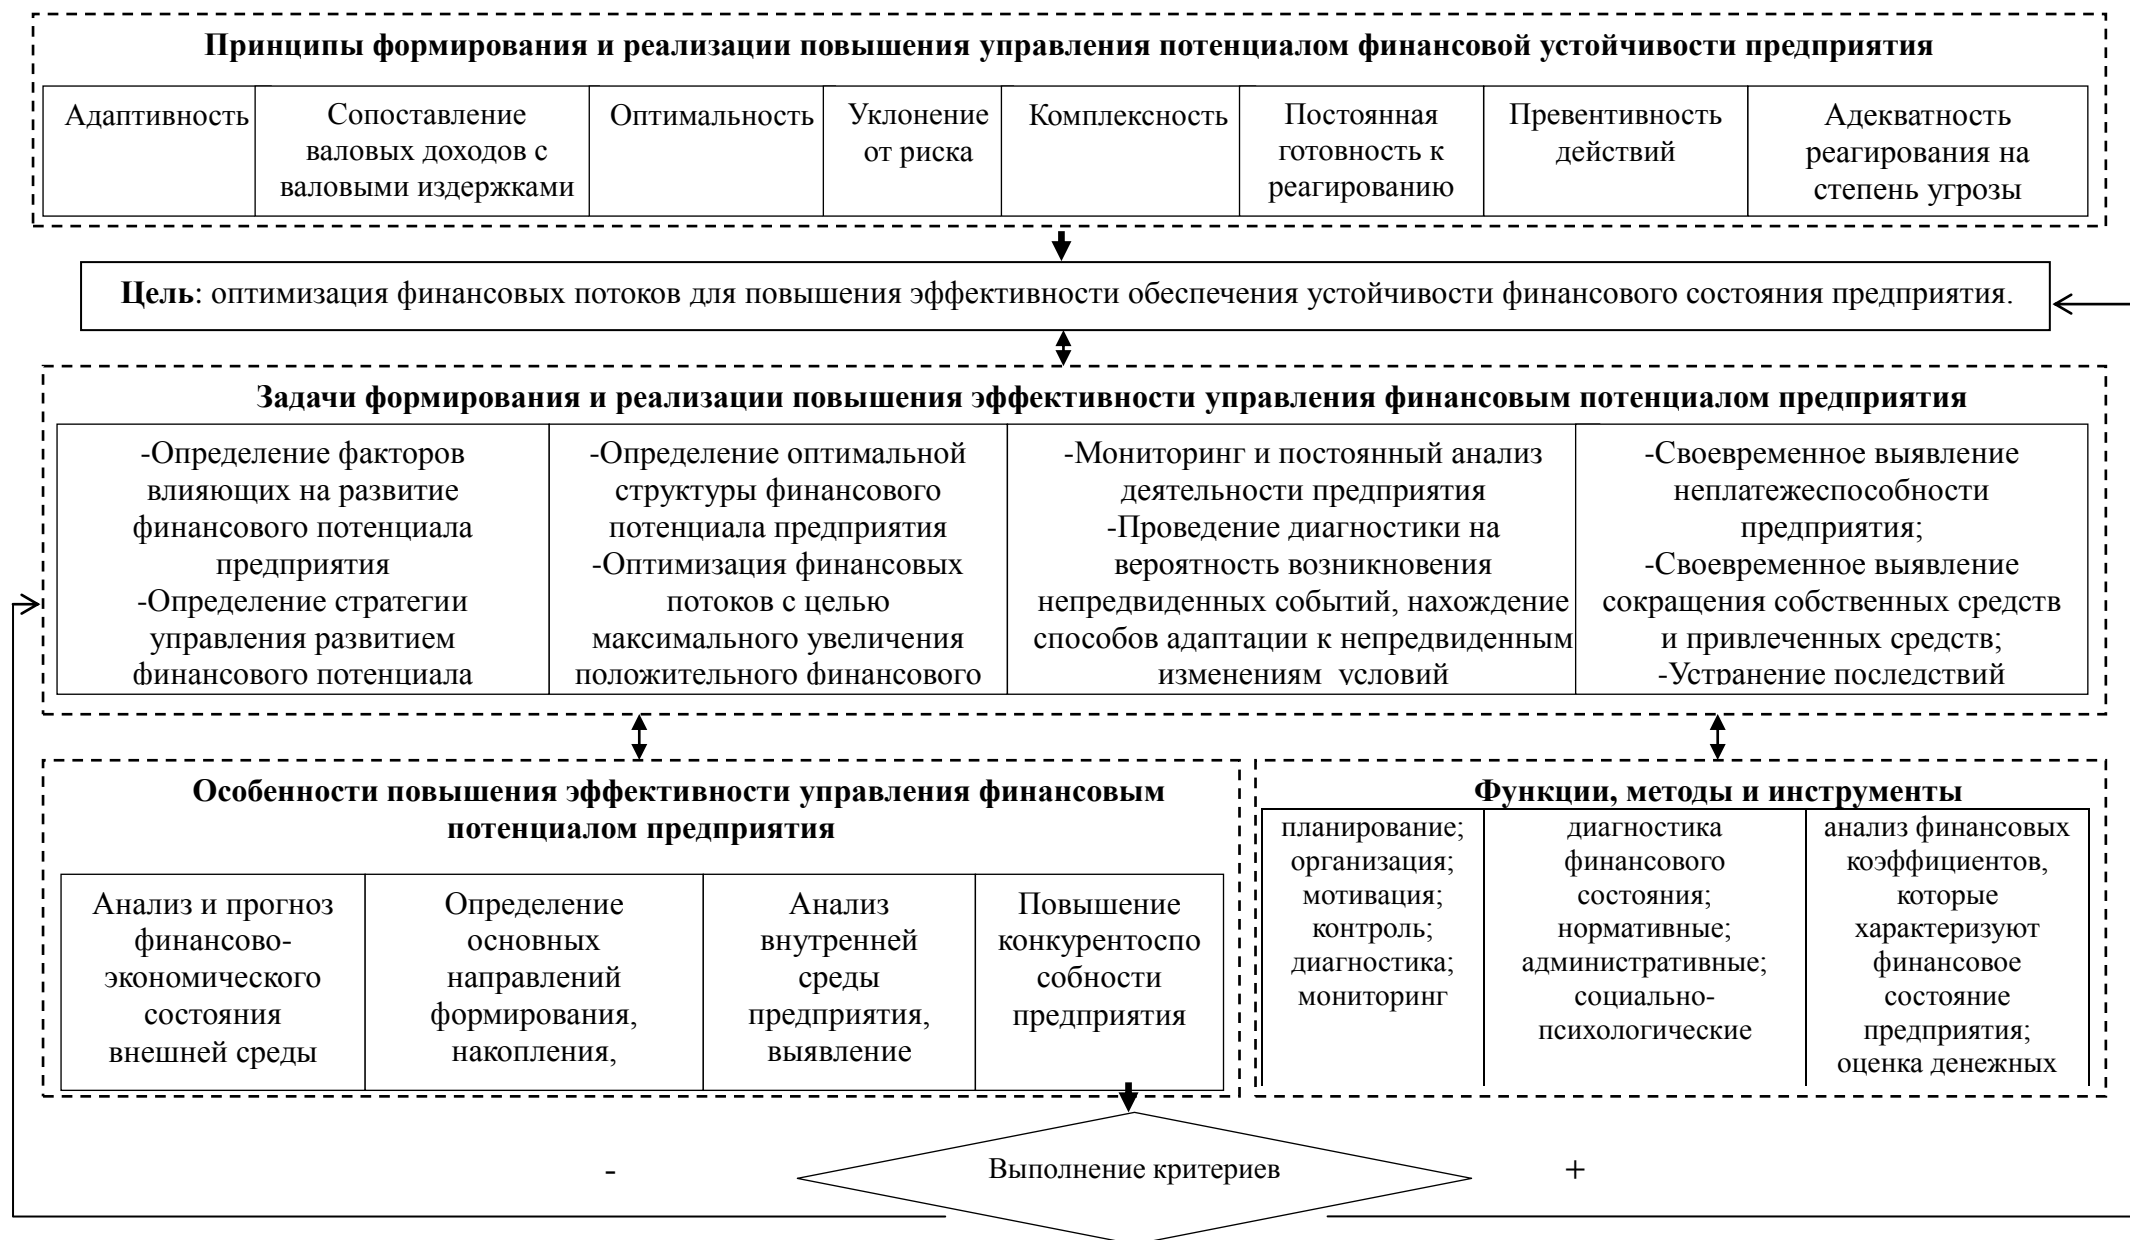 Принципы формирования и реализации повышения управления потенциалом финансовой устойчивости предприятия
Адаптивность
Сопоставление
валовых доходов с
валовыми издержками
Оптимальность
Уклонение
от риска
Комплексность
Постоянная
готовность к
реагированию
Превентивность
действий
Адекватность
реагирования на
степень угрозы
Цель: оптимизация финансовых потоков для повышения эффективности обеспечения устойчивости финансового состояния предприятия.
Задачи формирования и реализации повышения эффективности управления финансовым потенциалом предприятия
-Определение факторов
влияющих на развитие
финансового потенциала
предприятия
-Определение стратегии
управления развитием
финансового потенциала
-Определение оптимальной
структуры финансового
потенциала предприятия
-Оптимизация финансовых
потоков с целью
максимального увеличения
положительного финансового
-Мониторинг и постоянный анализ
деятельности предприятия
-Проведение диагностики на
вероятность возникновения
непредвиденных событий, нахождение
способов адаптации к непредвиденным
изменениям условий
-Своевременное выявление
неплатежеспособности
предприятия;
-Своевременное выявление
сокращения собственных средств
и привлеченных средств;
-Устранение последствий
Особенности повышения эффективности управления финансовым
потенциалом предприятия
Анализ и прогноз
финансово-
экономического
состояния
внешней среды
Определение
основных
направлений
формирования,
накопления,
Анализ
внутренней
среды
предприятия,
выявление
Повышение
конкурентоспо
собности
предприятия
Функции, методы и инструменты
планирование;
организация;
мотивация;
контроль;
диагностика;
мониторинг
диагностика
финансового
состояния;
нормативные;
административные;
социально-
психологические
анализ финансовых
коэффициентов,
которые
характеризуют
финансовое
состояние
предприятия;
оценка денежных
-
Выполнение критериев
+